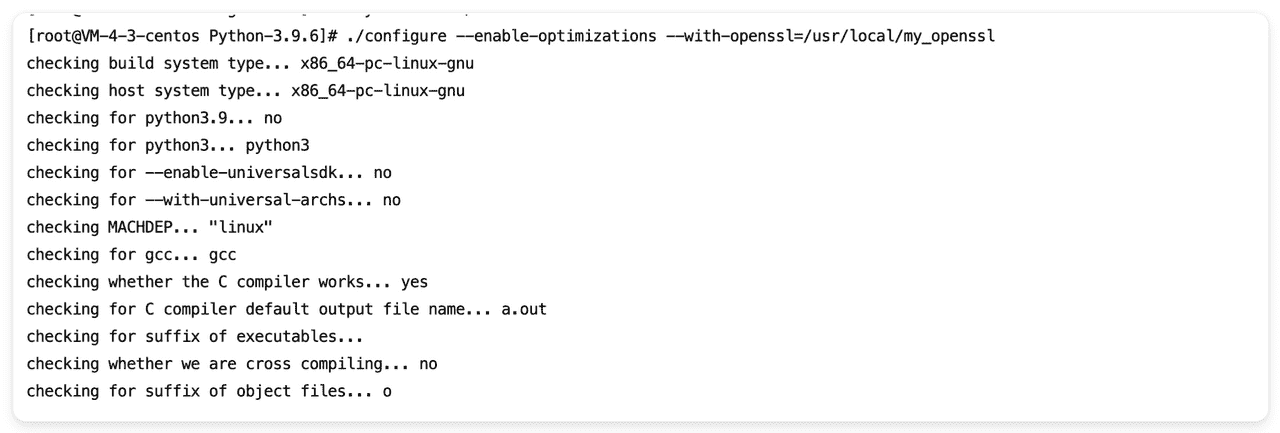 [root@VM-4-3-centos Python-3.9.6]# ./configure --enable-optimizations --with-openssl=/usr/local/my_openssl
checking build system type... x86_64-pc-linux-gnu
checking host system type... x86_64-pc-linux-gnu
checking for python3.9... no
checking for python3... python3
checking for --enable-universalsdk... no
checking for --with-universal-archs... no
checking MACHDEP... "linux"
checking for gcc... gcc
checking whether the C compiler works... yes
checking for C compiler default output file name... a.out
checking for suffix of executables...
checking whether we are cross compiling... no
checking for suffix of object files... o